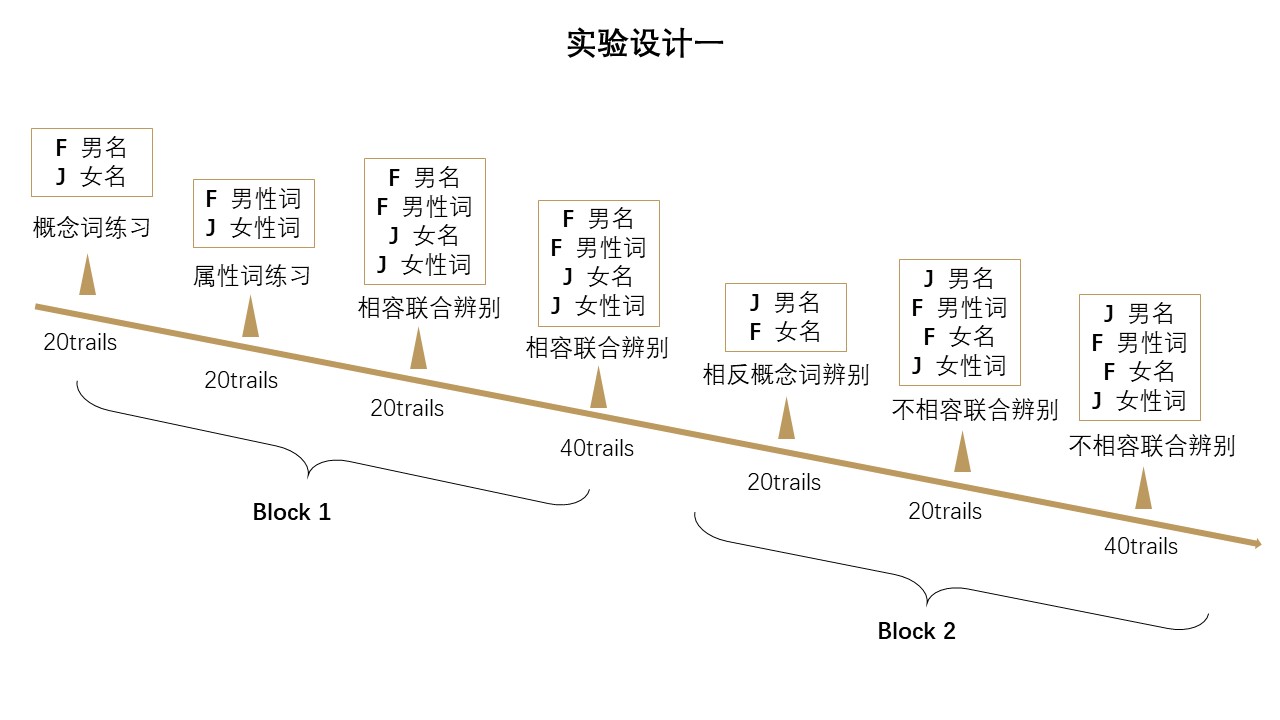 实验设计一
F 男名
J 女名
概念词练习
20trails
F 男性词
J 女性词
属性词练习
20trails
F 男名
F 男性词
J 女名
J 女性词
相容联合辨别
20trails
F 男名
F 男性词
J 女名
J 女性词
相容联合辨别
40trails
Block 1
J 男名
F 女名
相反概念词辨别
20trails
J 男名
F 男性词
F 女名
J 女性词
不相容联合辨别
20trails
J 男名
F 男性词
F 女名
J 女性词
不相容联合辨别
40trails
Block 2